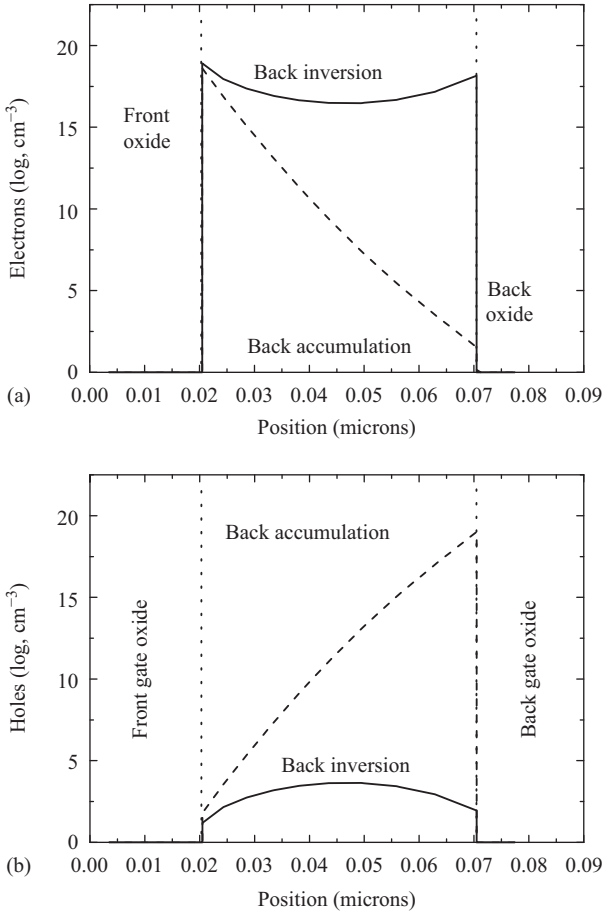 20
15
10
5
0
Electrons (log, cm⁻³)
Back inversion
Front
oxide
Back
oxide
Back accumulation
(a)
0.00 0.01 0.02 0.03 0.04 0.05 0.06 0.07 0.08 0.09
Position (microns)
20
15
10
5
0
Holes (log, cm⁻³)
Back accumulation
Front gate oxide
Back gate oxide
Back inversion
(b)
0.00 0.01 0.02 0.03 0.04 0.05 0.06 0.07 0.08 0.09
Position (microns)